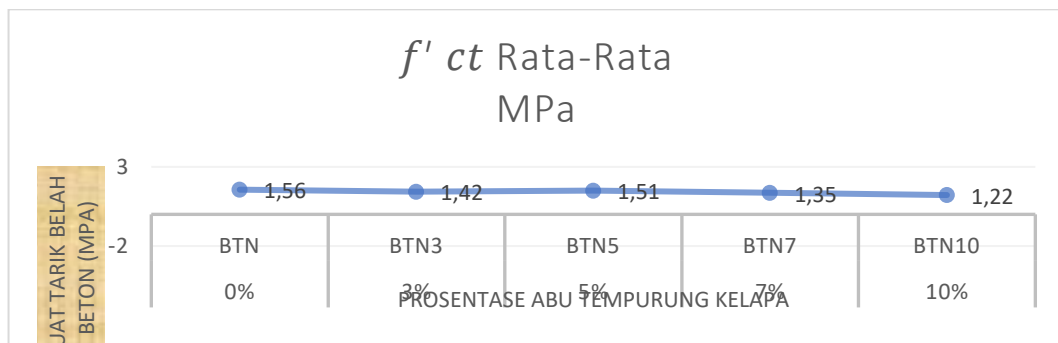 f' ct Rata-Rata
MPa
3
-2
1,56
1,42
1,51
1,35
1,22
BTN
BTN3
BTN5
BTN7
BTN10
0%
3%
5%
7%
10%
PROSENTASE ABU TEMPURUNG KELAPA
TARIK BELAH
BETON (MPA)